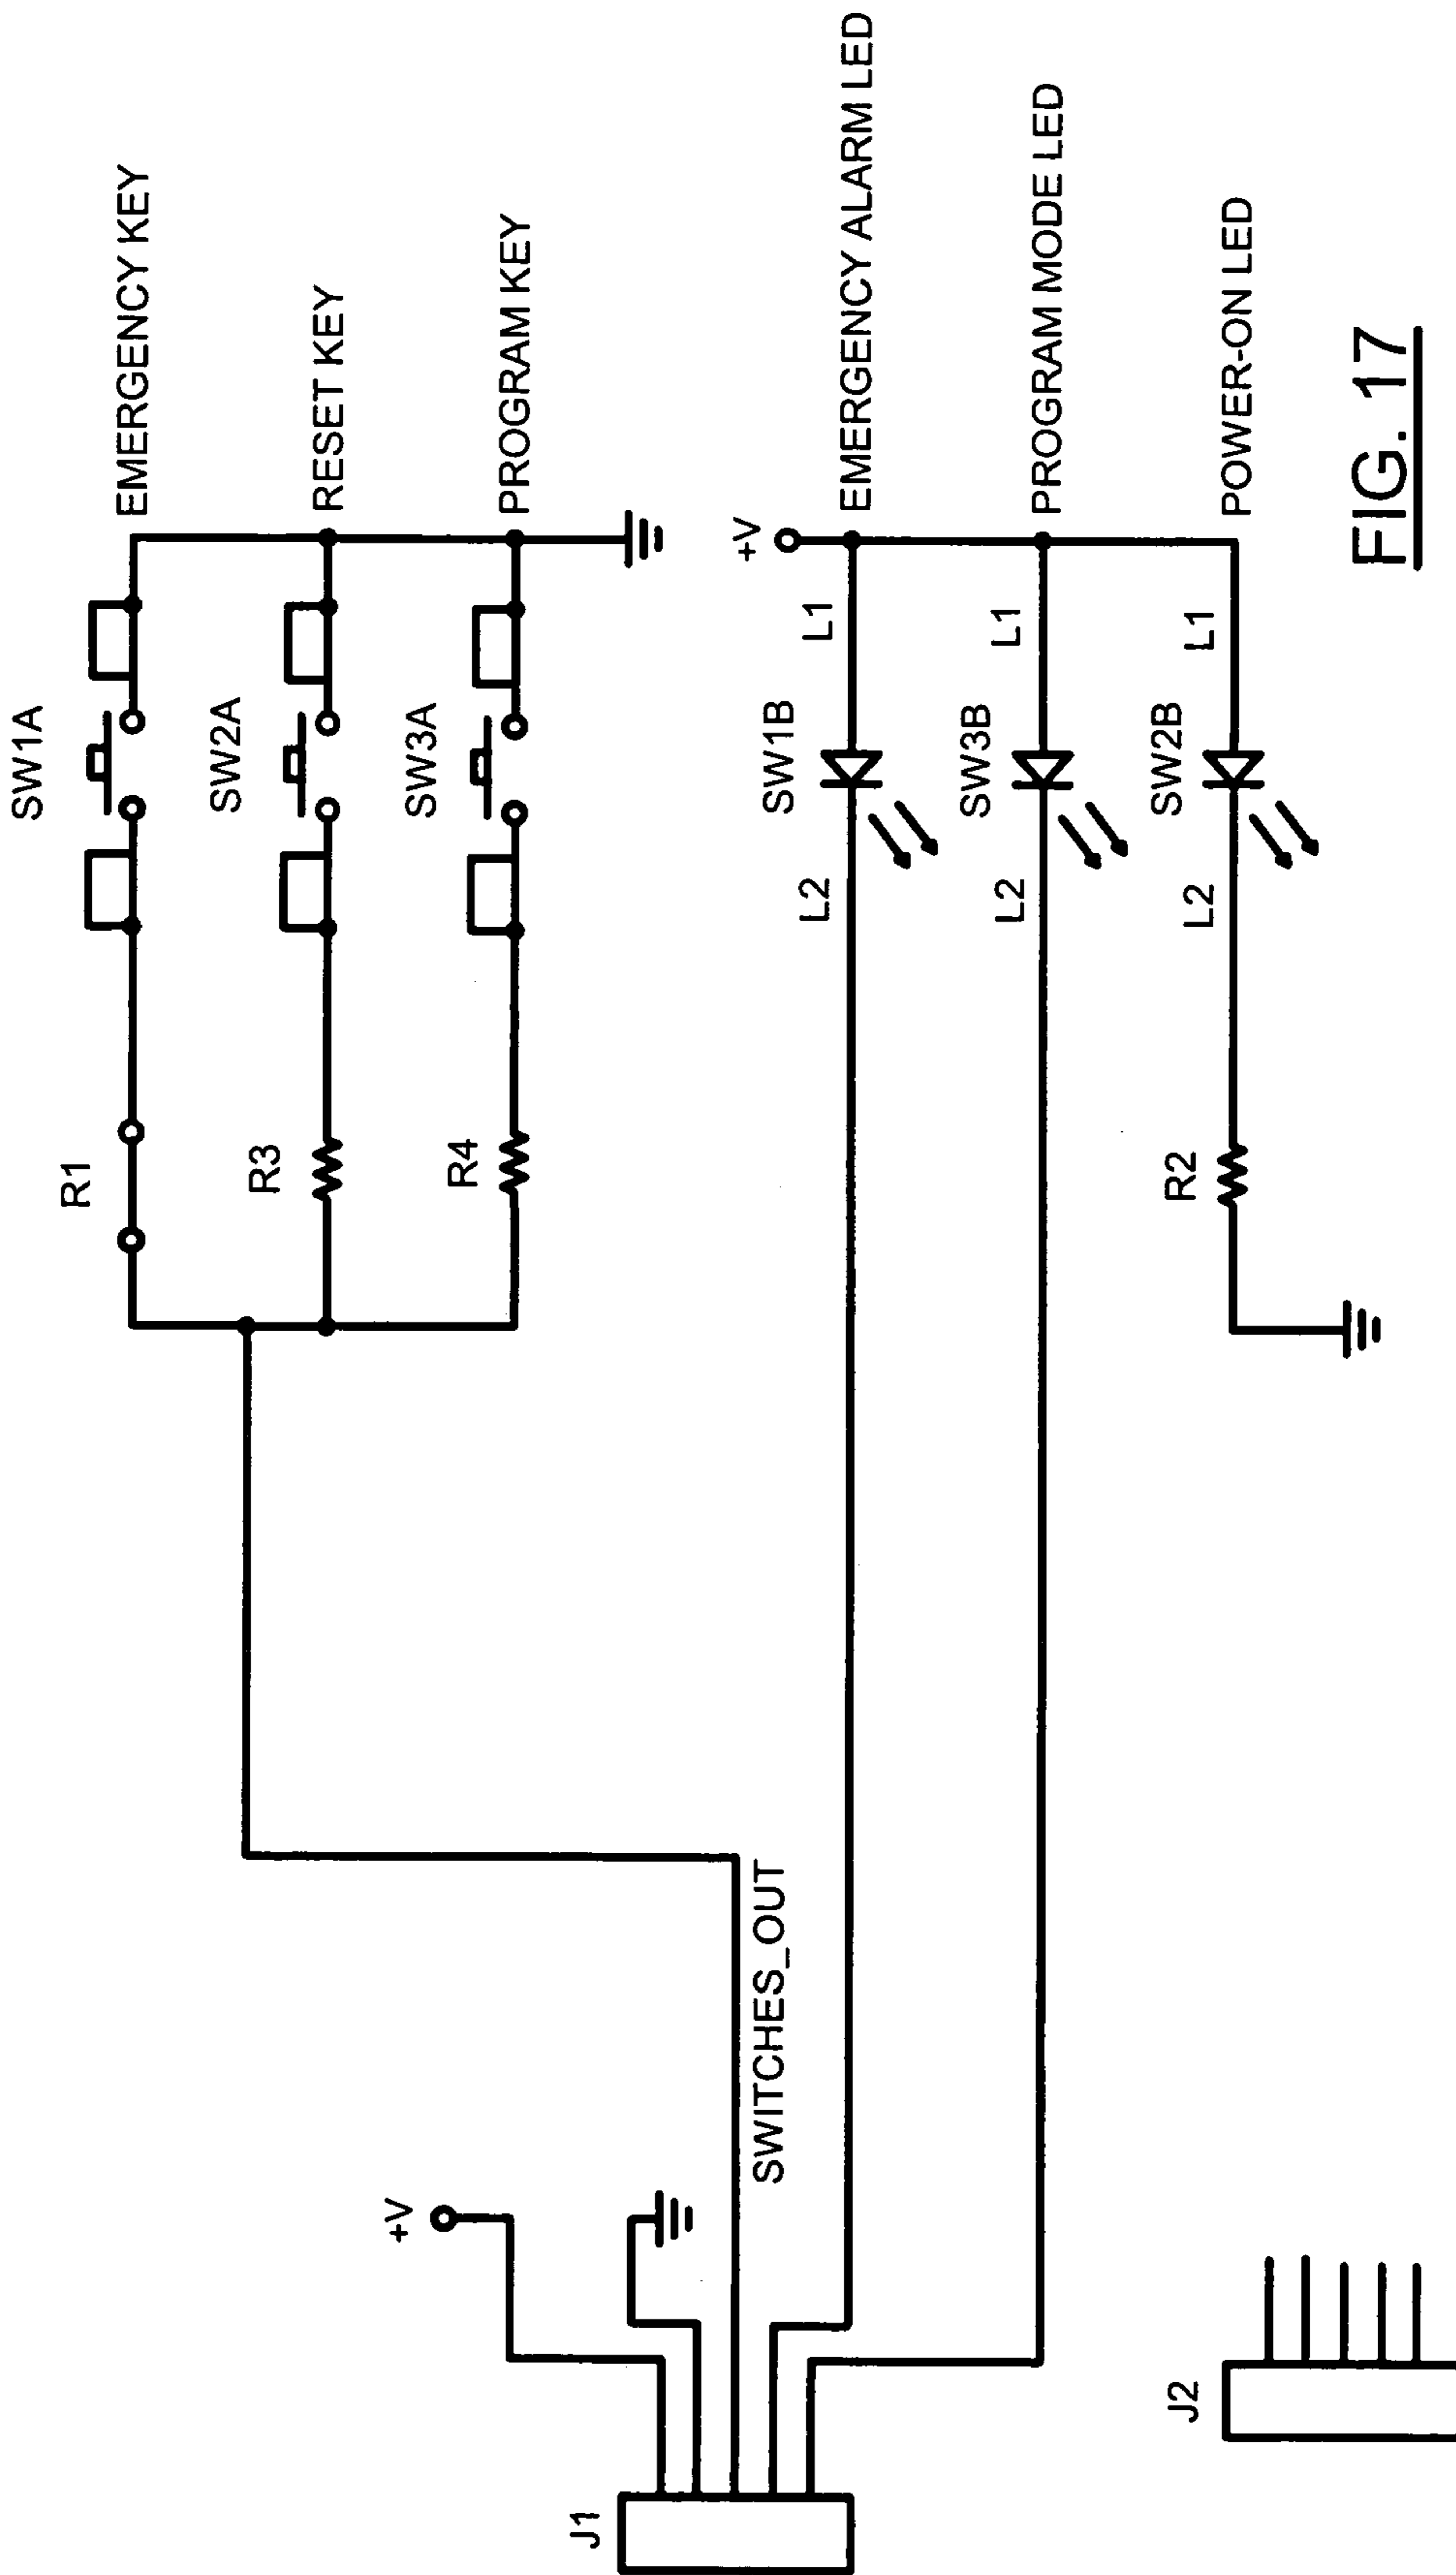 SW1A
R1
EMERGENCY KEY
SW2A
R3
RESET KEY
SW3A
R4
PROGRAM KEY
+V
+V
J1
SWITCHES_OUT
SW1B
L2
L1
EMERGENCY ALARM LED
SW3B
L2
L1
PROGRAM MODE LED
J2
R2
SW2B
L2
L1
POWER-ON LED
FIG. 17